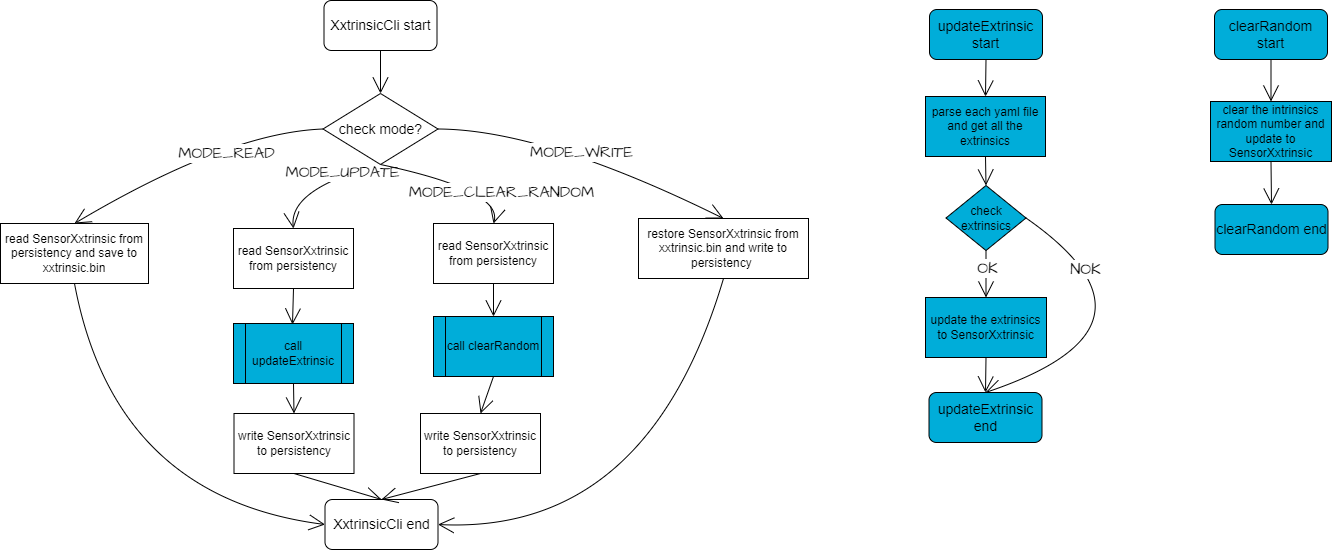 XxtrinsicCli start
check mode?
MODE_READ
MODE_UPDATE
MODE_CLEAR_RANDOM
MODE_WRITE
read SensorXxtrinsic from
persistency and save to
xxtrinsic.bin
read SensorXxtrinsic
from persistency
read SensorXxtrinsic
from persistency
restore SensorXxtrinsic from
xxtrinsic.bin and write to
persistency
call
updateExtrinsic
call clearRandom
write SensorXxtrinsic
to persistency
write SensorXxtrinsic
to persistency
XxtrinsicCli end
updateExtrinsic
start
parse each yaml file
and get all the
extrinsics
check
extrinsics
OK
NOK
update the extrinsics
to SensorXxtrinsic
updateExtrinsic
end
clearRandom
start
clear the intrinsics
random number and
update to
SensorXxtrinsic
clearRandom end